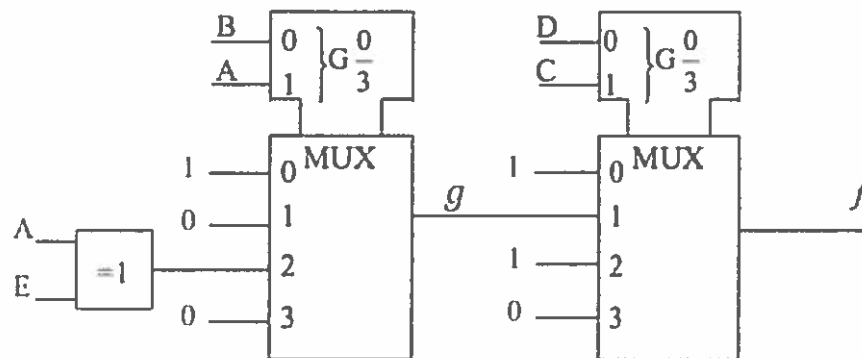 B 0 } G 0/3
A 1
MUX
1 0
0 1
A
E
=1
2
0 3
g
D 0 } G 0/3
C 1
MUX
1 0
1
1 2
0 3
f